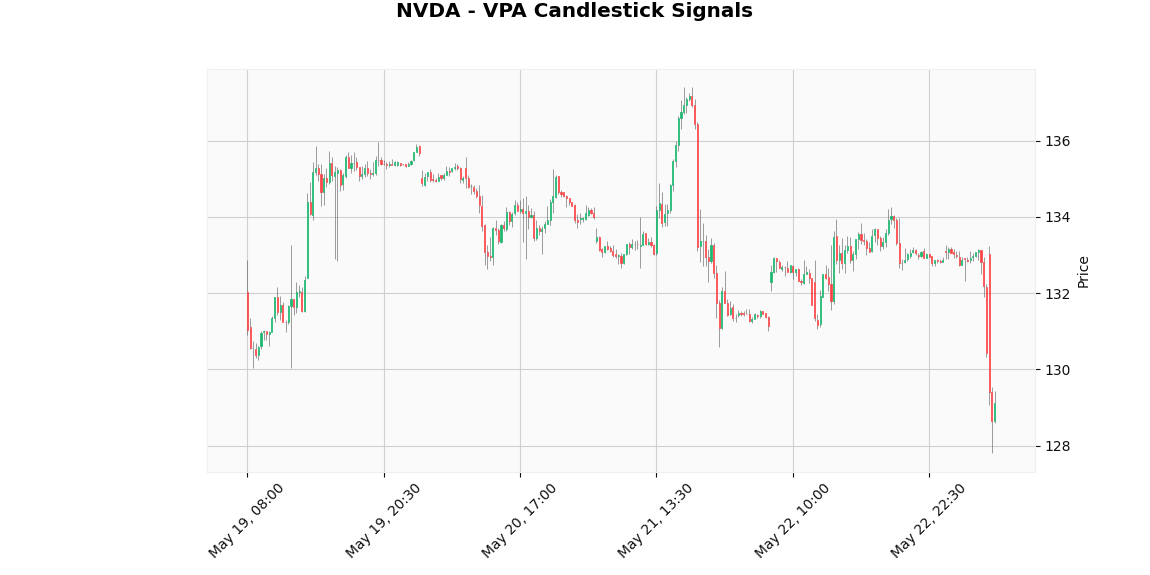 NVDA - VPA Candlestick Signals
136
134
132
130
128
Price
May 19, 08:00
May 19, 20:30
May 20, 17:00
May 21, 13:30
May 22, 10:00
May 22, 22:30